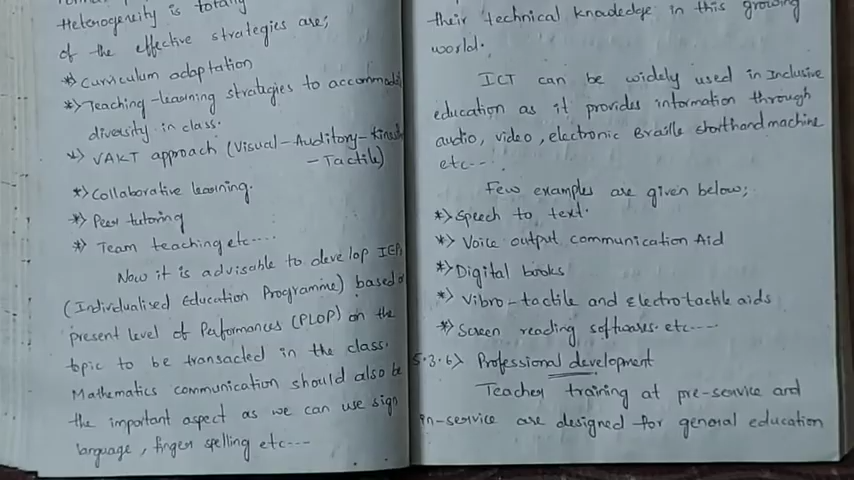 Heterogeneity is totally
of the effective strategies are;
*> Curriculum adaptation
*> Teaching-learning strategies to accommoda
diversity in class.
*> VAKT approach (Visual-Auditory-Kinesth
-Tactile)
*> Collaborative learning.
*> Peer tutoring
*> Team teaching etc....
Now it is advisable to develop IEP,
(Individualised Education Programme) based o
present level of Paformances (PLOP) on the
topic to be transacted in the class.
Mathematics communication should also be
the important aspect as we can use sign
language, finger spelling etc---
their technical knowdedge in this growing
world.
ICT can be widely used in Inclusive
education as it provides information through
audio, video, electronic Braille shorthand machine
etc---
Few examples are given below;
*> Speech to text.
*> Voice output communication Aid
*> Digital books
*> Vibro-tactile and Electro-tactile aids
*> Screen reading softwares etc---
5.3.6> Professional development
Teacher training at pre-service and
in-service are designed for general education